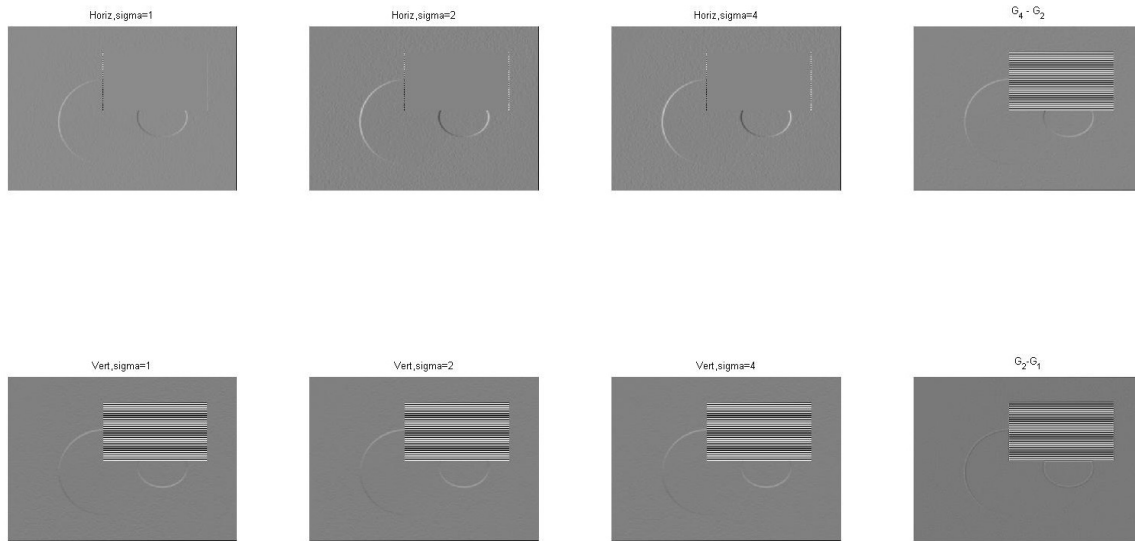 Horiz,sigma=1
Horiz,sigma=2
Horiz,sigma=4
G₄ - G₂
Vert,sigma=1
Vert,sigma=2
Vert,sigma=4
G₂-G₁